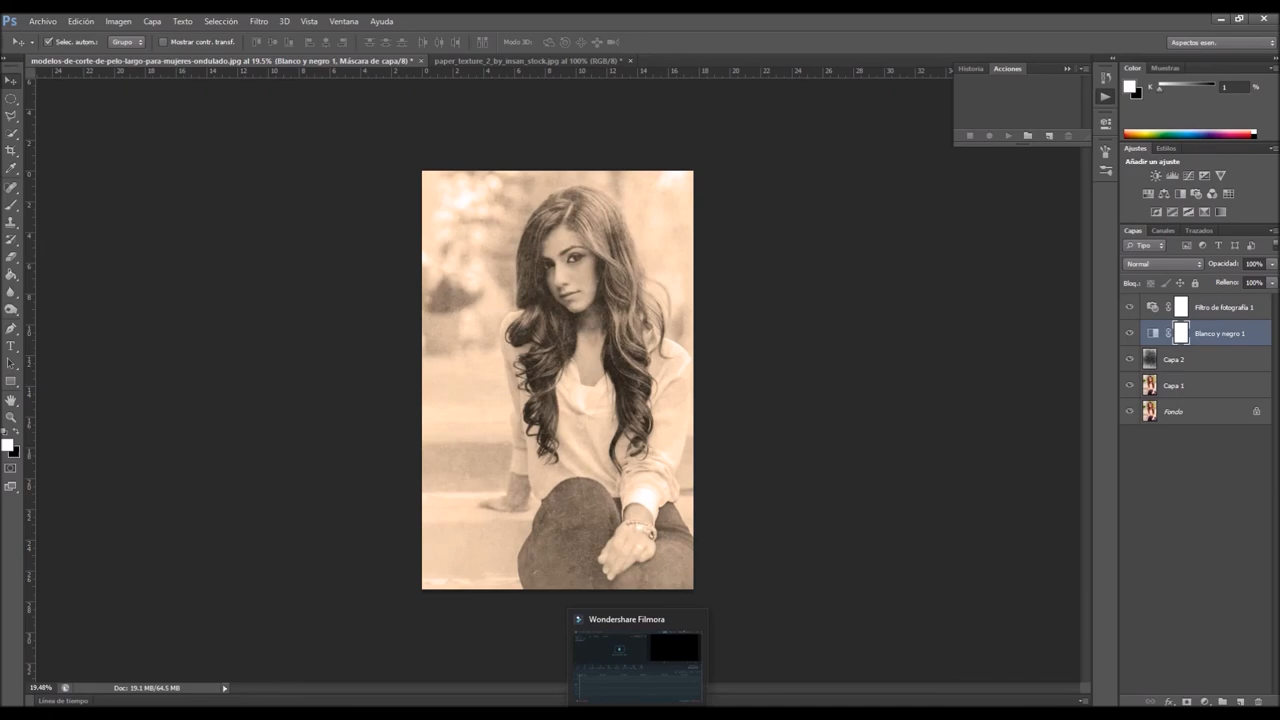 Ps Archivo Edición Imagen Capa Texto Selección Filtro 3D Vista Ventana Ayuda
Selec. autom.: Grupo Mostrar contr. transf. Modo 3D: Aspectos esen.
modelos-de-corte-de-pelo-largo-para-mujeres-ondulado.jpg al 19.5% (Blanco y negro 1, Máscara de capa/8) * × paper_texture_2_by_insan_stock.jpg al 100% (RGB/8) * ×
Historia Acciones
Color Muestras
K 1 %
Ajustes Estilos
Añadir un ajuste
Capas Canales Trazados
Tipo
Normal Opacidad: 100%
Bloq.: Relleno: 100%
Filtro de fotografía 1
Blanco y negro 1
Capa 2
Capa 1
Fondo
Wondershare Filmora
19.48% Doc: 19.1 MB/64.5 MB
Línea de tiempo